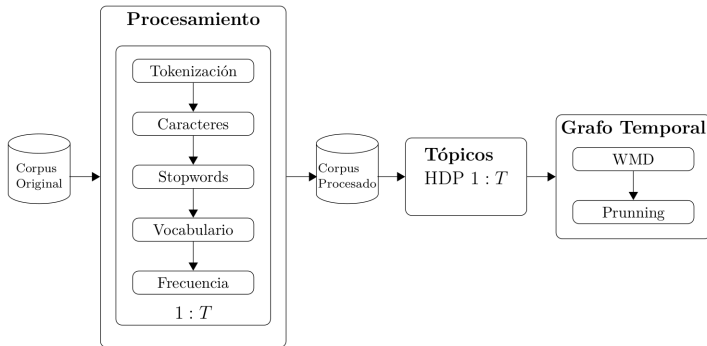 Corpus
Original
Procesamiento
Tokenización
Caracteres
Stopwords
Vocabulario
Frecuencia
1 : T
Corpus
Procesado
Tópicos
HDP 1 : T
Grafo Temporal
WMD
Prunning